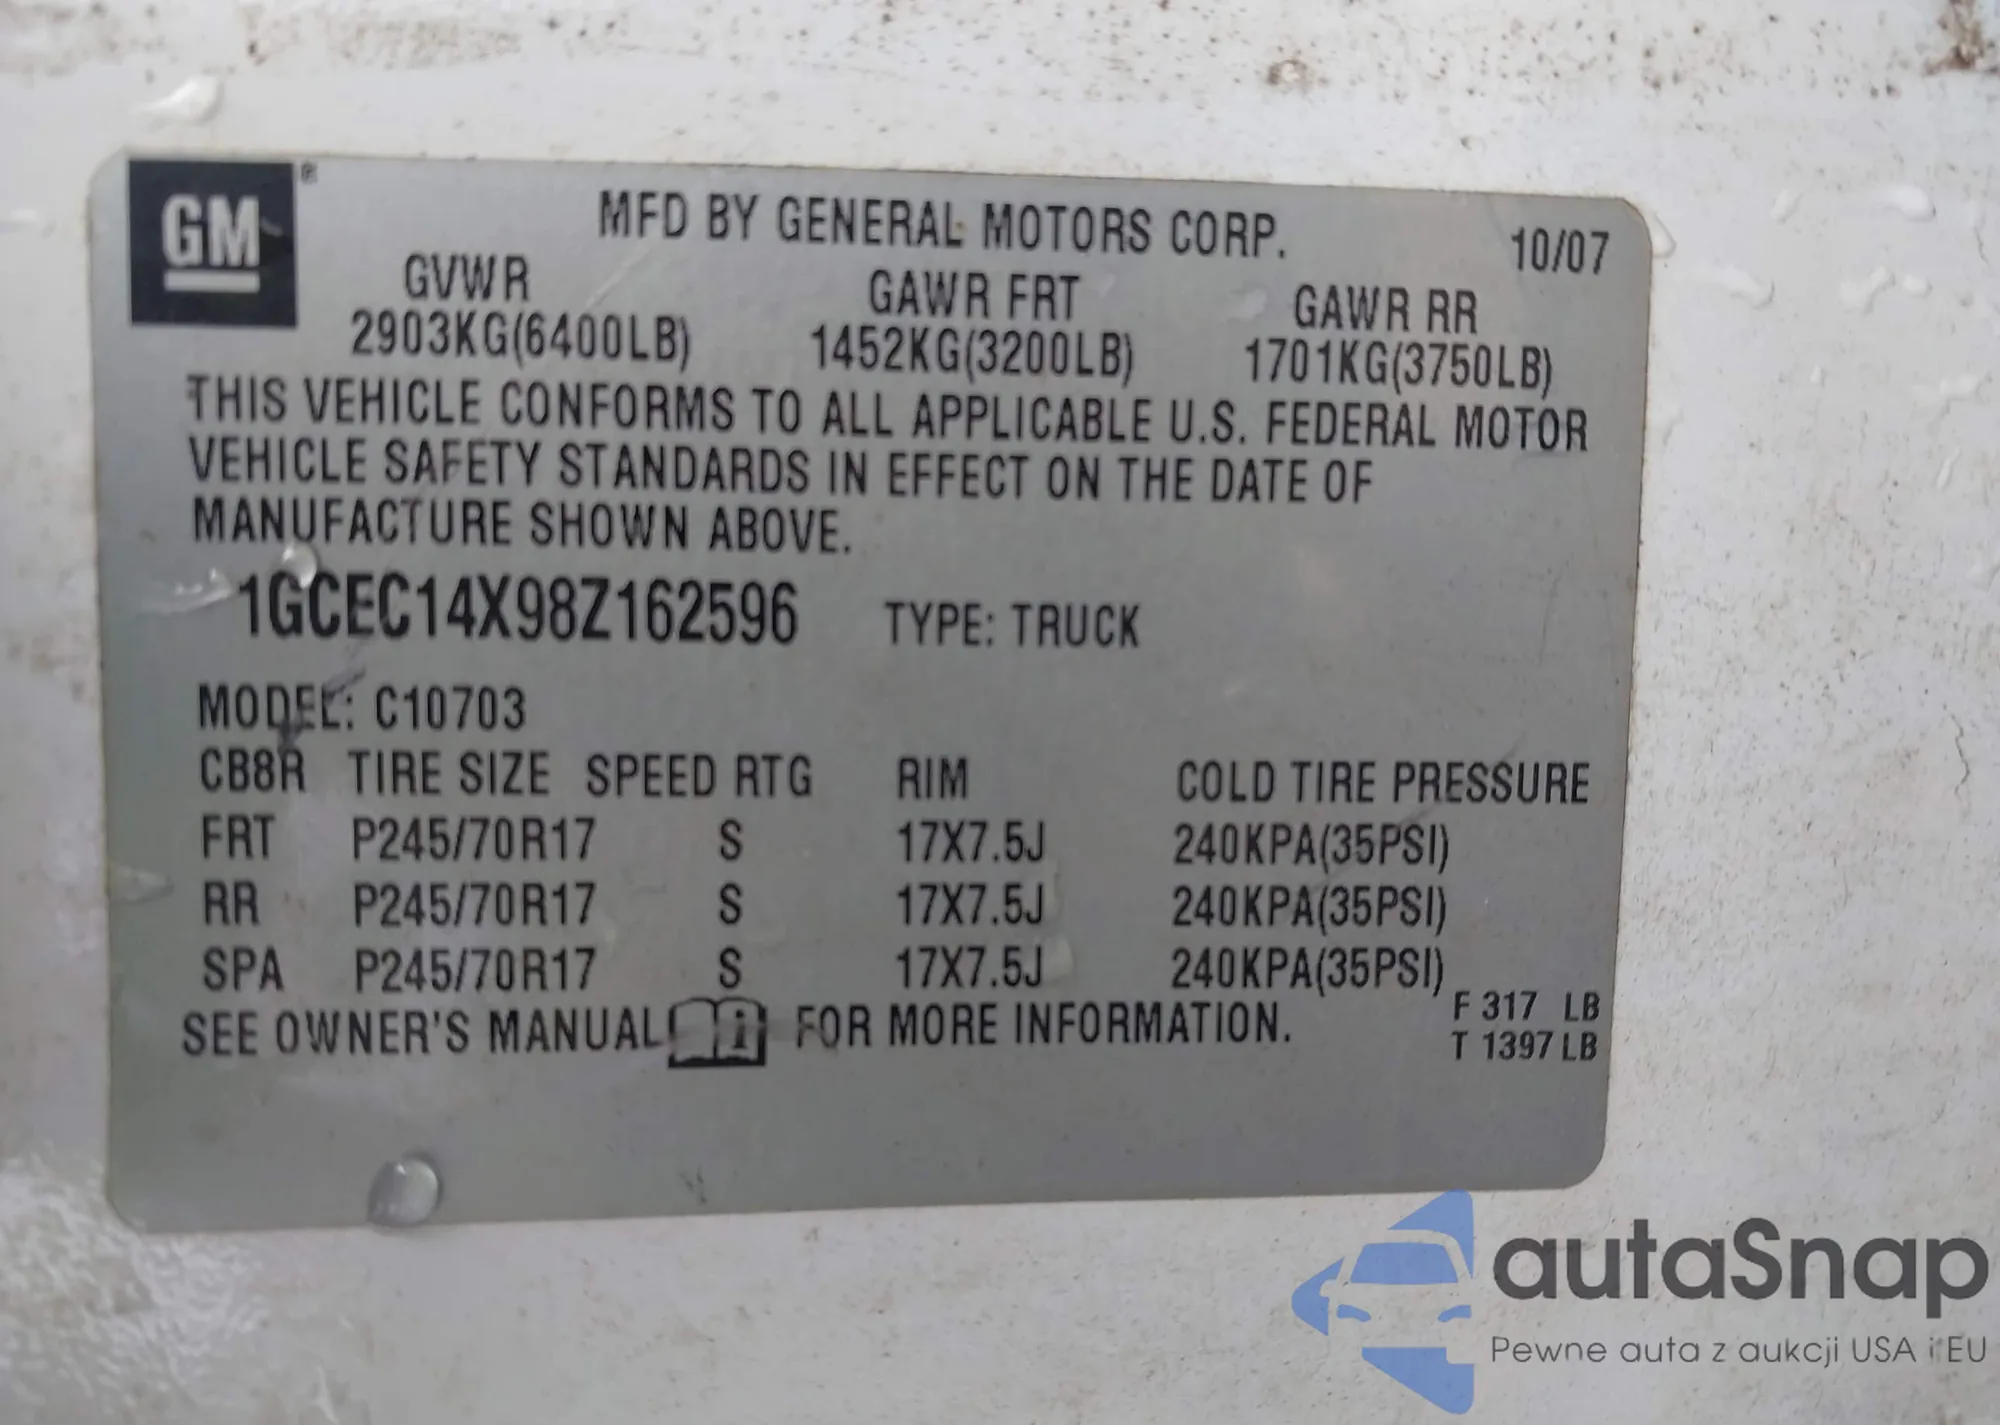 GM
MFD BY GENERAL MOTORS CORP. 10/07
GVWR GAWR FRT GAWR RR
2903KG(6400LB) 1452KG(3200LB) 1701KG(3750LB)
THIS VEHICLE CONFORMS TO ALL APPLICABLE U.S. FEDERAL MOTOR
VEHICLE SAFETY STANDARDS IN EFFECT ON THE DATE OF
MANUFACTURE SHOWN ABOVE.
1GCEC14X98Z162596 TYPE: TRUCK
MODEL: C10703
CB8R TIRE SIZE SPEED RTG RIM COLD TIRE PRESSURE
FRT P245/70R17 S 17X7.5J 240KPA(35PSI)
RR P245/70R17 S 17X7.5J 240KPA(35PSI)
SPA P245/70R17 S 17X7.5J 240KPA(35PSI)
SEE OWNER'S MANUAL i FOR MORE INFORMATION.
F 317 LB
T 1397 LB
autaSnap
Pewne auta z aukcji USA i EU